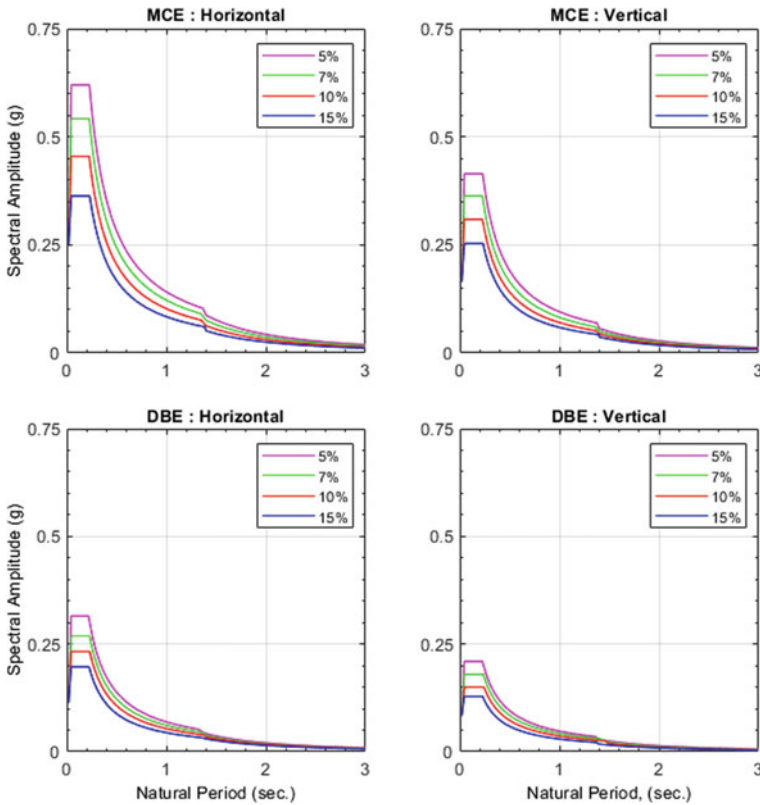 MCE : Horizontal
0.75
0.5
0.25
0
Spectral Amplitude (g)
5%
7%
10%
15%
0 1 2 3
MCE : Vertical
0.75
0.5
0.25
0
5%
7%
10%
15%
0 1 2 3
DBE : Horizontal
0.75
0.5
0.25
0
Spectral Amplitude (g)
5%
7%
10%
15%
0 1 2 3
Natural Period (sec.)
DBE : Vertical
0.75
0.5
0.25
0
5%
7%
10%
15%
0 1 2 3
Natural Period, (sec.)